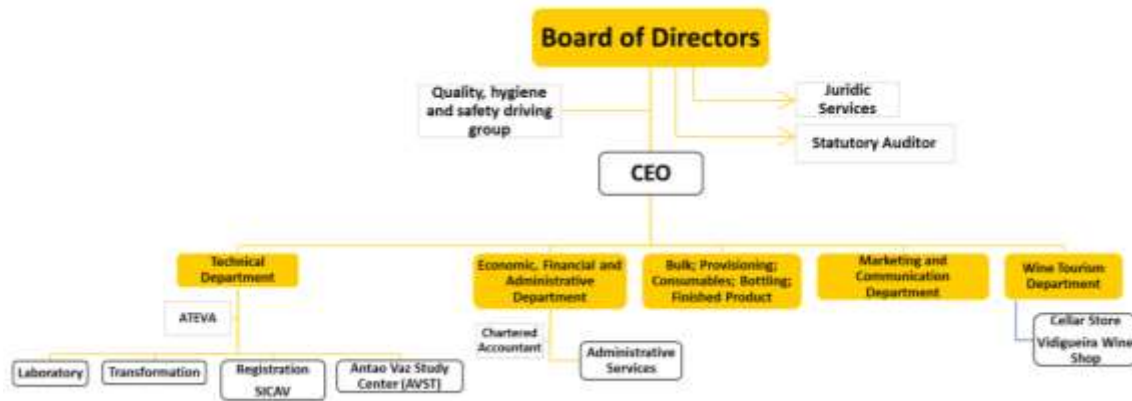 Board of Directors
Quality, hygiene
and safety driving
group
Juridic
Services
Statutory Auditor
CEO
Technical
Department
Economic, Financial and
Administrative
Department
Bulk; Provisioning;
Consumables; Bottling;
Finished Product
Marketing and
Communication
Department
Wine Tourism
Department
ATEVA
Chartered
Accountant
Cellar Store
Vidigueira Wine
Shop
Laboratory
Transformation
Registration
SICAV
Antao Vaz Study
Center (AVST)
Administrative
Services